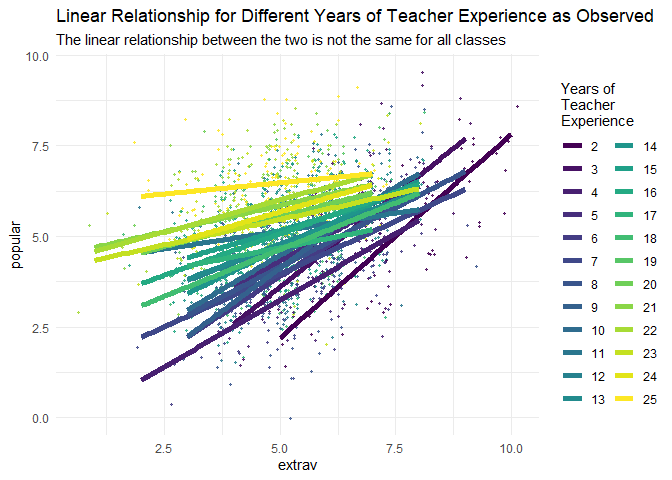 Linear Relationship for Different Years of Teacher Experience as Observed
The linear relationship between the two is not the same for all classes
10.0
7.5
5.0
2.5
0.0
popular
2.5 5.0 7.5 10.0
extrav
Years of
Teacher
Experience
2 14
3 15
4 16
5 17
6 18
7 19
8 20
9 21
10 22
11 23
12 24
13 25